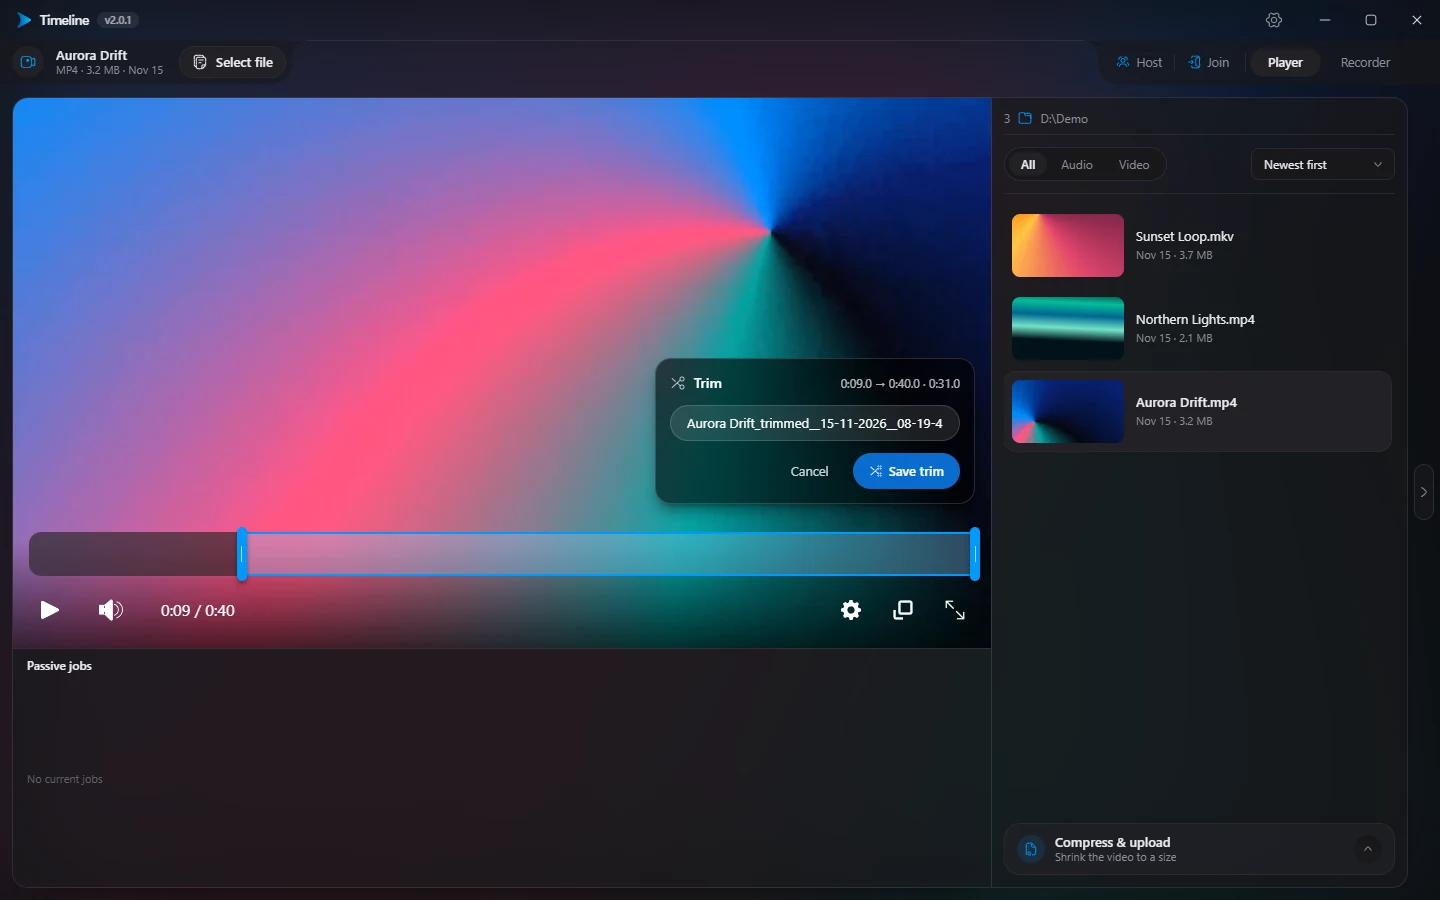 Timeline v2.0.1
Aurora Drift
MP4 · 3.2 MB · Nov 15
Select file
Host
Join
Player
Recorder
3 D:\Demo
All
Audio
Video
Newest first
Sunset Loop.mkv
Nov 15 · 3.7 MB
Northern Lights.mp4
Nov 15 · 2.1 MB
Aurora Drift.mp4
Nov 15 · 3.2 MB
Trim
0:09.0 → 0:40.0 · 0:31.0
Aurora Drift_trimmed__15-11-2026__08-19-4
Cancel
Save trim
0:09 / 0:40
Passive jobs
No current jobs
Compress & upload
Shrink the video to a size